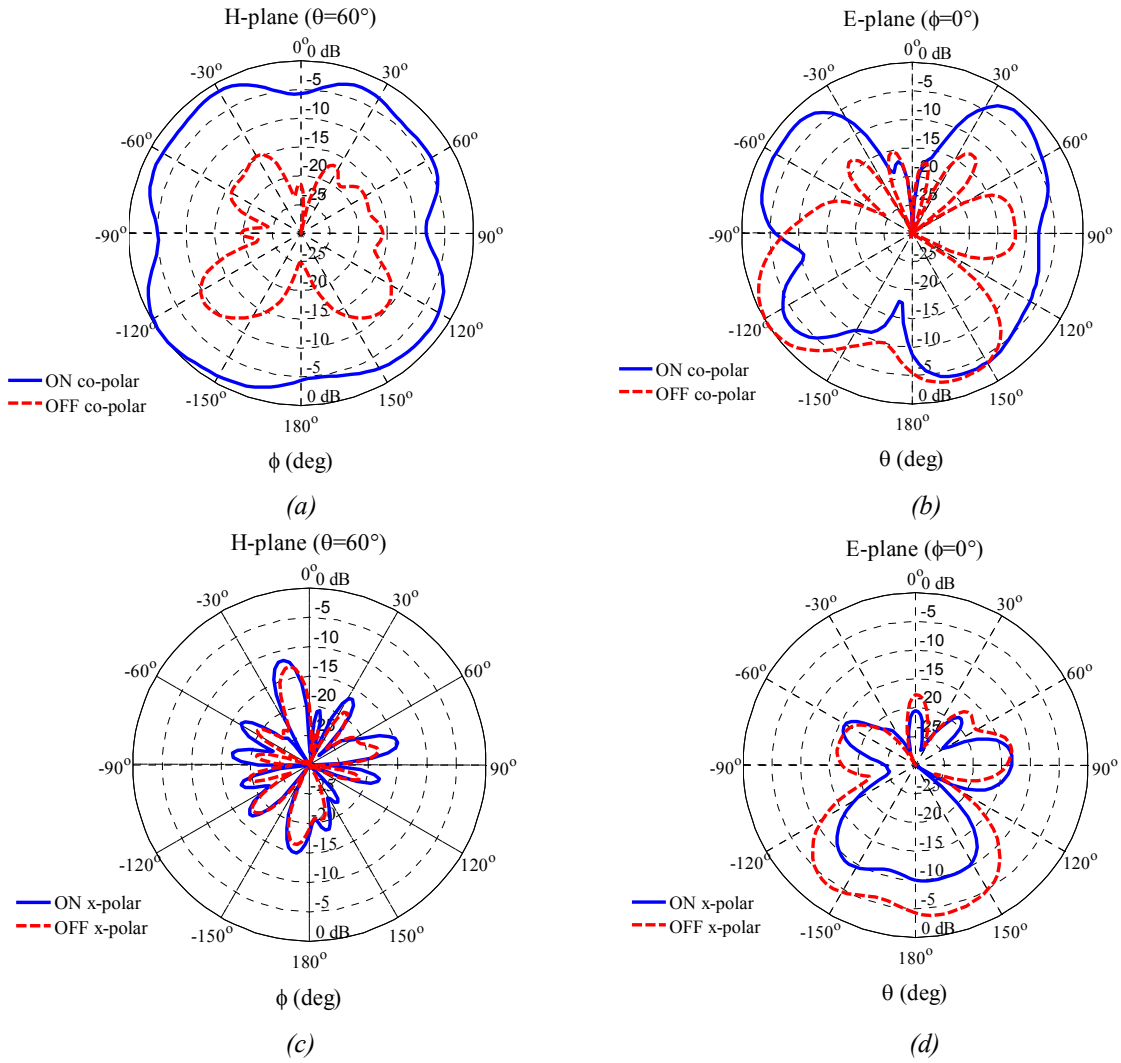 H-plane (θ=60°)
0° 0 dB
-30° 30°
-5
-10
-60° 60°
-15
-20
-25
-90° 90°
-25
-20
-15
-120° 120°
-10
-5
-150° 150°
0 dB
180°
ON co-polar
OFF co-polar
ϕ (deg)
(a)
E-plane (ϕ=0°)
0° 0 dB
-30° 30°
-5
-10
-60° 60°
-15
-20
-25
-90° 90°
-25
-20
-15
-120° 120°
-10
-5
-150° 150°
0 dB
180°
ON co-polar
OFF co-polar
θ (deg)
(b)
H-plane (θ=60°)
0° 0 dB
-30° 30°
-5
-10
-60° 60°
-15
-20
-25
-90° 90°
-25
-20
-15
-120° 120°
-10
-5
-150° 150°
0 dB
180°
ON x-polar
OFF x-polar
ϕ (deg)
(c)
E-plane (ϕ=0°)
0° 0 dB
-30° 30°
-5
-10
-60° 60°
-15
-20
-25
-90° 90°
-25
-20
-15
-120° 120°
-10
-5
-150° 150°
0 dB
180°
ON x-polar
OFF x-polar
θ (deg)
(d)